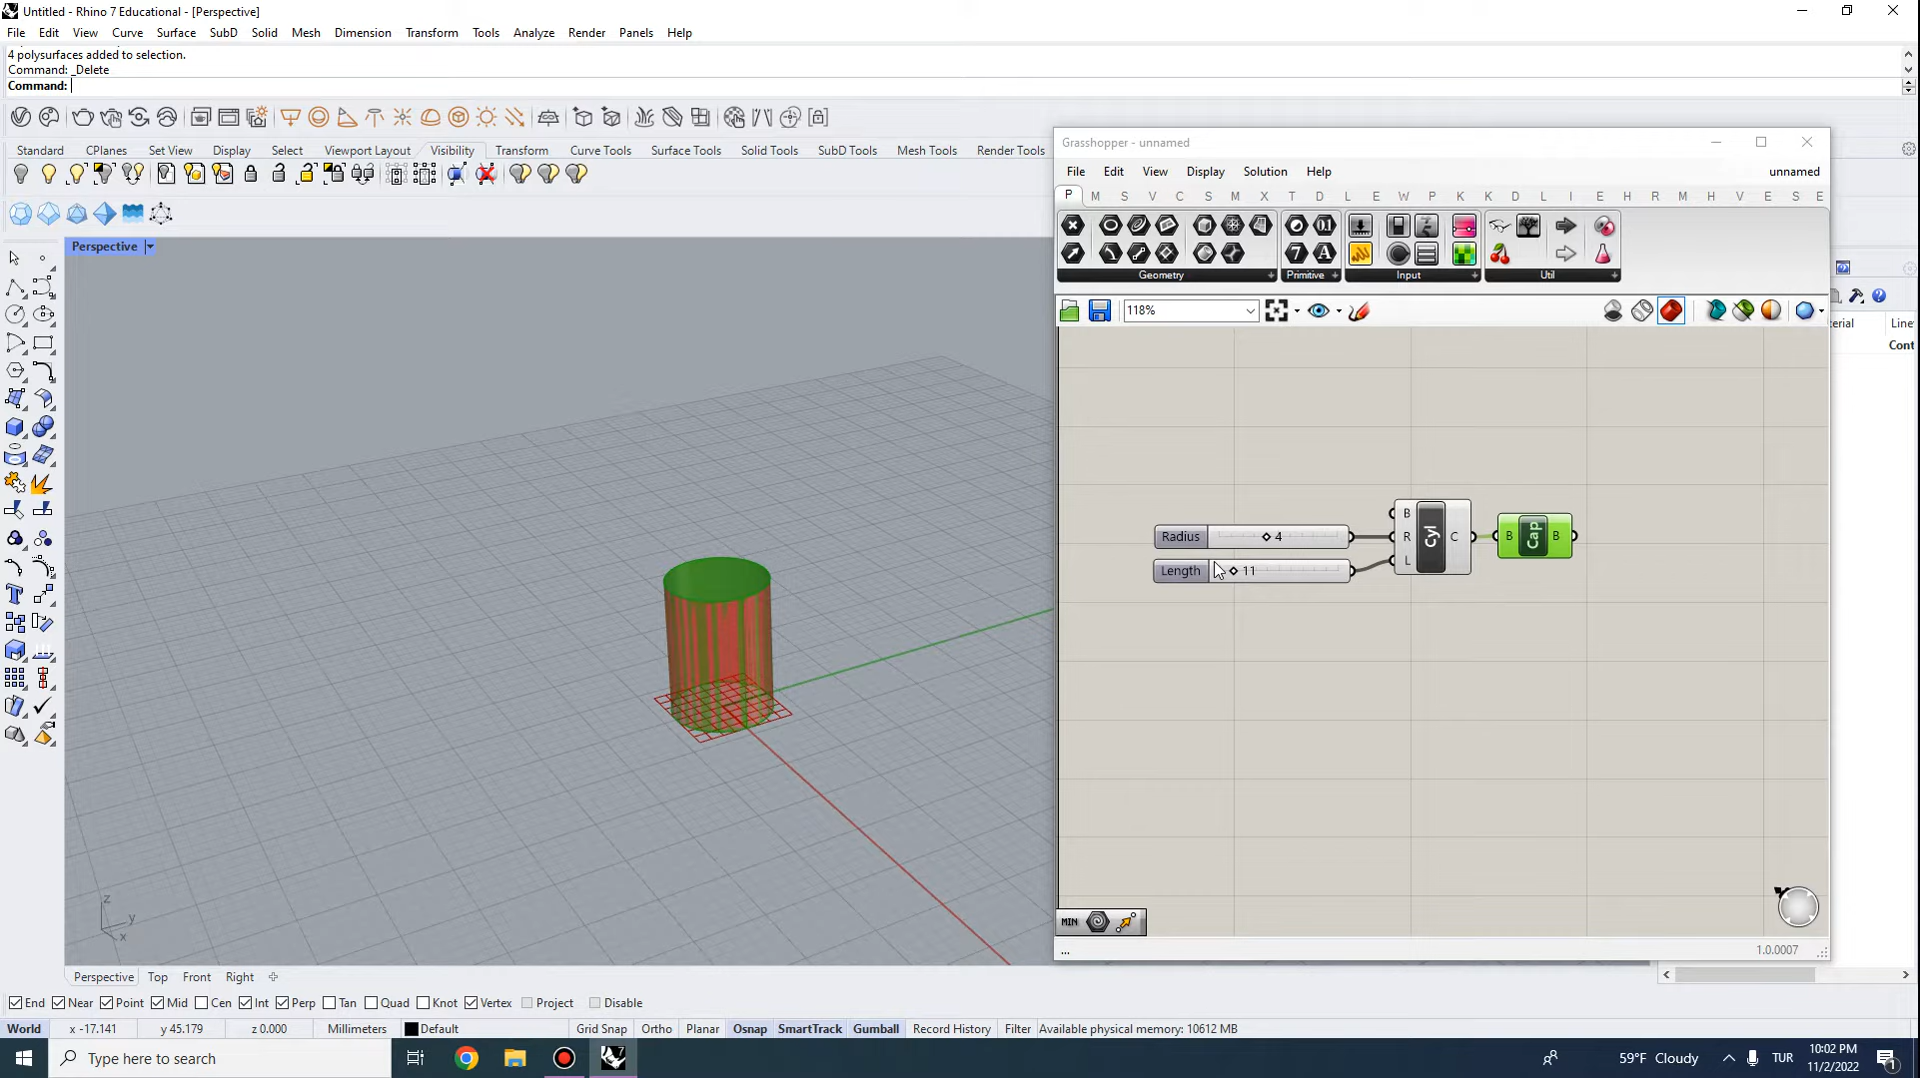 Untitled - Rhino 7 Educational - [Perspective]
File Edit View Curve Surface SubD Solid Mesh Dimension Transform Tools Analyze Render Panels Help
4 polysurfaces added to selection.
Command: _Delete
Command:
Standard CPlanes Set View Display Select Viewport Layout Visibility Transform Curve Tools Surface Tools Solid Tools SubD Tools Mesh Tools Render Tools
Perspective
Grasshopper - unnamed
File Edit View Display Solution Help unnamed
P M S V C S M X T D L E W P K K D L I E H R M V E S E
Geometry Primitive Input Util
118%
erial Line
Cont
Radius 4
Length 11
B R L Cyl C
B Cap B
MIN
... 1.0.0007
z y x
Perspective Top Front Right
End Near Point Mid Cen Int Perp Tan Quad Knot Vertex Project Disable
World x -17.141 y 45.179 z 0.000 Millimeters Default Grid Snap Ortho Planar Osnap SmartTrack Gumball Record History Filter Available physical memory: 10612 MB
Type here to search
59°F Cloudy TUR
10:02 PM
11/2/2022
1